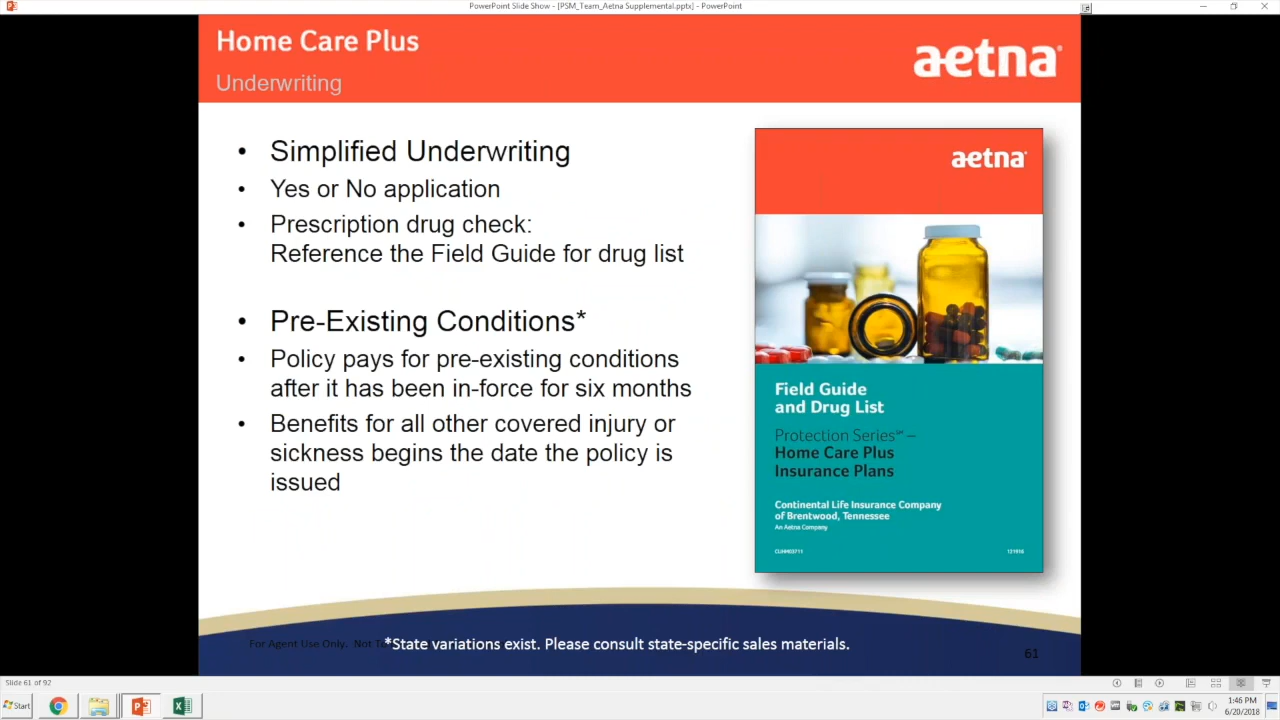 PowerPoint Slide Show - [PSM_Team_Aetna Supplemental.pptx] - PowerPoint
Home Care Plus
aetna
Underwriting
• Simplified Underwriting
• Yes or No application
• Prescription drug check:
Reference the Field Guide for drug list
• Pre-Existing Conditions*
• Policy pays for pre-existing conditions
after it has been in-force for six months
• Benefits for all other covered injury or
sickness begins the date the policy is
issued
aetna
Field Guide
and Drug List
Protection Series℠ –
Home Care Plus
Insurance Plans
Continental Life Insurance Company
of Brentwood, Tennessee
An Aetna Company
For Agent Use Only. Not
*State variations exist. Please consult state-specific sales materials.
61
Slide 61 of 92
Start
1:46 PM
6/20/2018